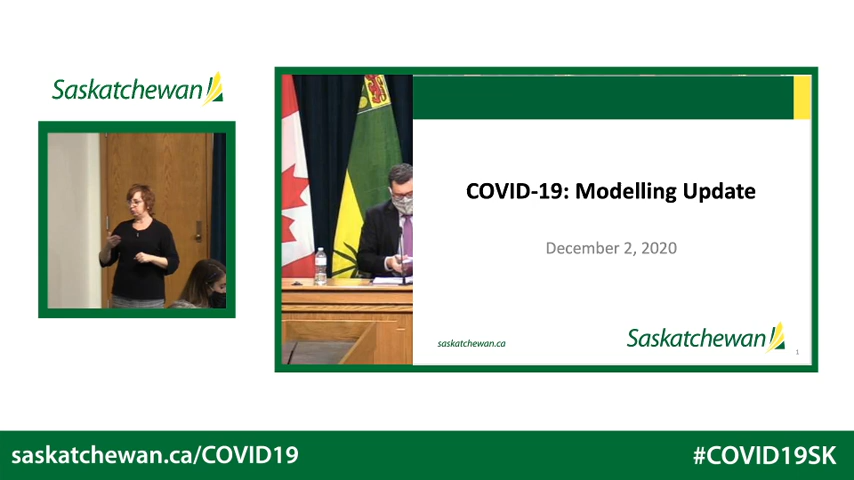 Saskatchewan
COVID-19: Modelling Update
December 2, 2020
saskatchewan.ca
Saskatchewan
1
saskatchewan.ca/COVID19
#COVID19SK